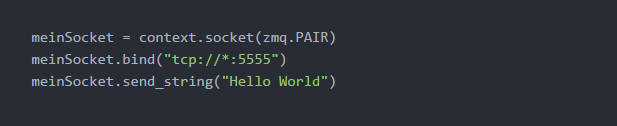 meinSocket = context.socket(zmq.PAIR)
meinSocket.bind("tcp://*:5555")
meinSocket.send_string("Hello World")